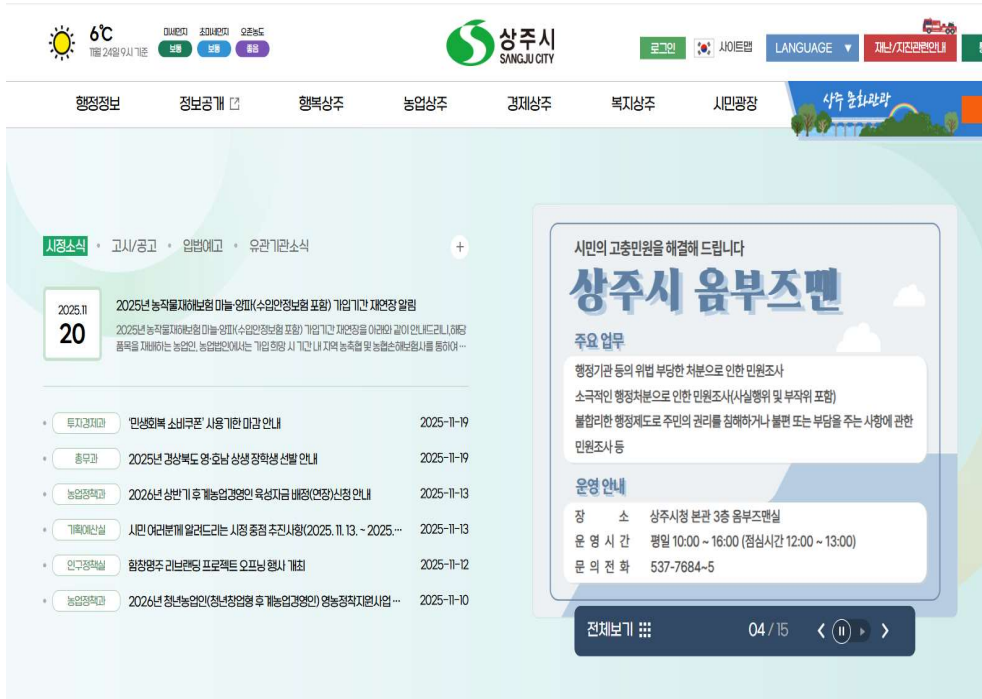 6℃
11월 24일 9시 기준
미세먼지 초미세먼지 오존농도
보통 보통 좋음
상주시
SANGJU CITY
로그인
사이트맵
LANGUAGE ▼
재난/지진관련안내
행정정보 정보공개 행복상주 농업상주 경제상주 복지상주 시민광장
상주 문화관광
시정소식 • 고시/공고 • 입법예고 • 유관기관소식 +
2025.11
20
2025년 농작물재해보험 마늘·양파(수입안정보험 포함) 가입기간 재연장 알림
2025년 농작물재해보험 마늘·양파(수입안정보험 포함) 가입기간 재연장을 아래와 같이 안내드리니,해당
품목을 재배하는 농업인, 농업법인에서는 가입 희망 시 기간 내 지역 농축협 및 농협손해보험사를 통하여 …
투자경제과 '민생회복 소비쿠폰' 사용기한 마감 안내 2025-11-19
총무과 2025년 경상북도 영·호남 상생 장학생 선발 안내 2025-11-19
농업정책과 2026년 상반기 후계농업경영인 육성자금 배정(연장)신청 안내 2025-11-13
기획예산실 시민 여러분께 알려드리는 시정 중점 추진사항(2025. 11. 13. ~ 2025.… 2025-11-13
인구정책실 함창명주 리브랜딩 프로젝트 오프닝 행사 개최 2025-11-12
농업정책과 2026년 청년농업인(청년창업형 후계농업경영인) 영농정착지원사업 … 2025-11-10
시민의 고충민원을 해결해 드립니다
상주시 옴부즈맨
주요 업무
행정기관 등의 위법 부당한 처분으로 인한 민원조사
소극적인 행정처분으로 인한 민원조사(사실행위 및 부작위 포함)
불합리한 행정제도로 주민의 권리를 침해하거나 불편 또는 부담을 주는 사항에 관한
민원조사 등
운영 안내
장 소 상주시청 본관 3층 옴부즈맨실
운 영 시 간 평일 10:00 ~ 16:00 (점심시간 12:00 ~ 13:00)
문 의 전 화 537-7684~5
전체보기 04 / 15